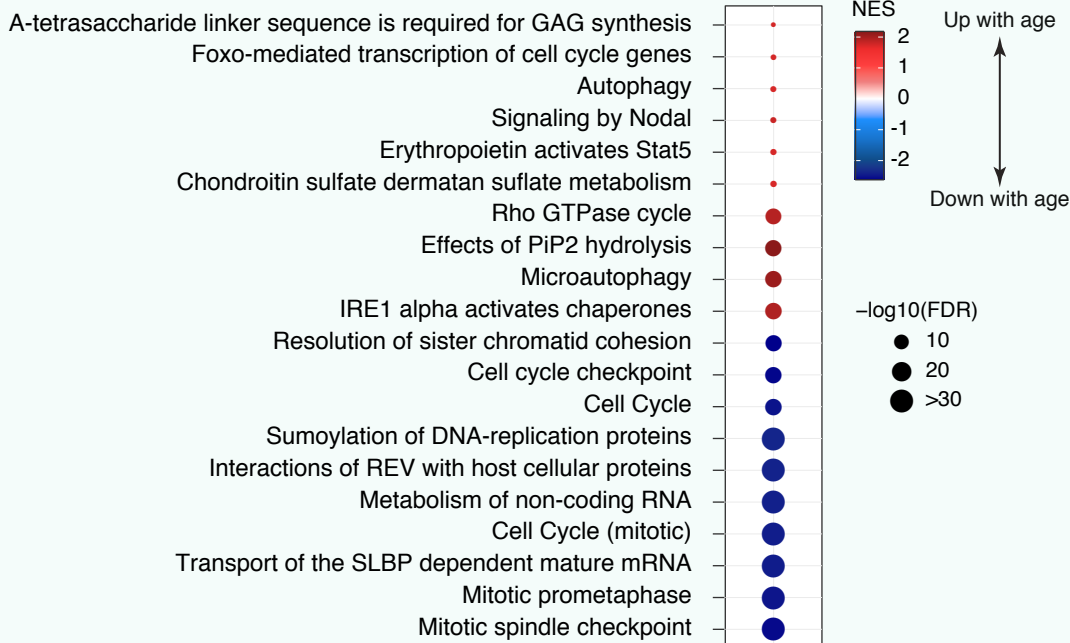 A-tetrasaccharide linker sequence is required for GAG synthesis
Foxo-mediated transcription of cell cycle genes
Autophagy
Signaling by Nodal
Erythropoietin activates Stat5
Chondroitin sulfate dermatan suflate metabolism
Rho GTPase cycle
Effects of PiP2 hydrolysis
Microautophagy
IRE1 alpha activates chaperones
Resolution of sister chromatid cohesion
Cell cycle checkpoint
Cell Cycle
Sumoylation of DNA-replication proteins
Interactions of REV with host cellular proteins
Metabolism of non-coding RNA
Cell Cycle (mitotic)
Transport of the SLBP dependent mature mRNA
Mitotic prometaphase
Mitotic spindle checkpoint
NES
2
1
0
-1
-2
Up with age
Down with age
−log10(FDR)
10
20
>30